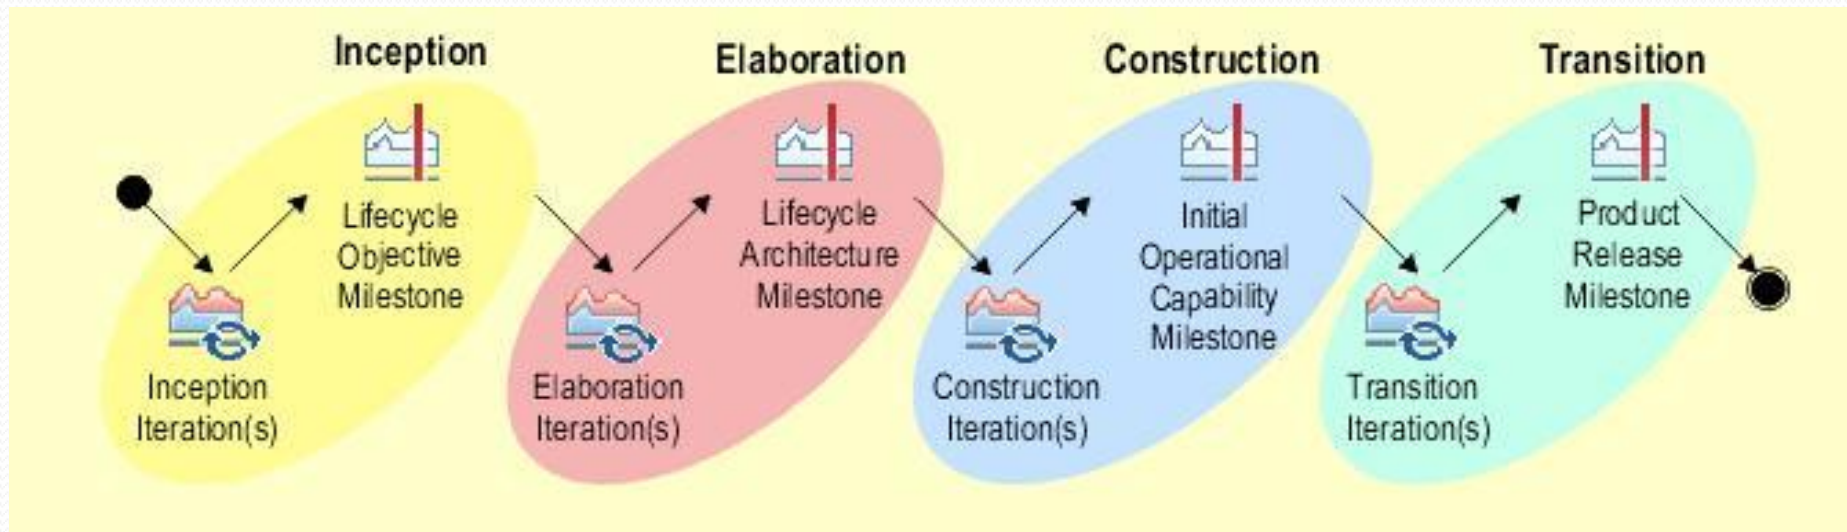 Inception
Lifecycle
Objective
Milestone
Inception
Iteration(s)
Elaboration
Lifecycle
Architecture
Milestone
Elaboration
Iteration(s)
Construction
Initial
Operational
Capability
Milestone
Construction
Iteration(s)
Transition
Product
Release
Milestone
Transition
Iteration(s)